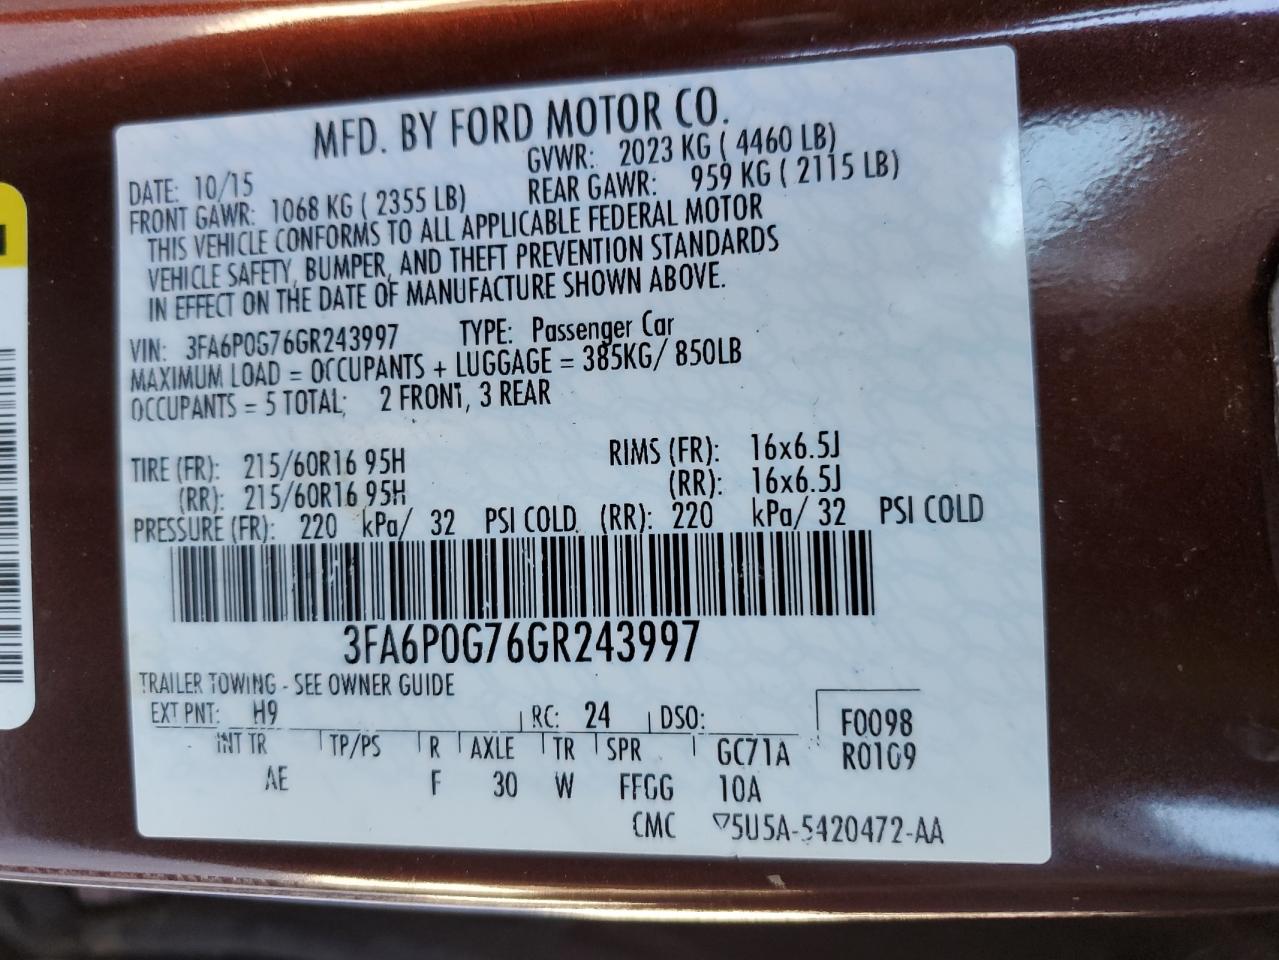 MFD. BY FORD MOTOR CO.
DATE: 10/15 GVWR: 2023 KG ( 4460 LB)
FRONT GAWR: 1068 KG ( 2355 LB) REAR GAWR: 959 KG ( 2115 LB)
THIS VEHICLE CONFORMS TO ALL APPLICABLE FEDERAL MOTOR
VEHICLE SAFETY, BUMPER, AND THEFT PREVENTION STANDARDS
IN EFFECT ON THE DATE OF MANUFACTURE SHOWN ABOVE.
VIN: 3FA6P0G76GR243997 TYPE: Passenger Car
MAXIMUM LOAD = OCCUPANTS + LUGGAGE = 385KG/ 850LB
OCCUPANTS = 5 TOTAL; 2 FRONT, 3 REAR
TIRE (FR): 215/60R16 95H RIMS (FR): 16x6.5J
(RR): 215/60R16 95H (RR): 16x6.5J
PRESSURE (FR): 220 kPa/ 32 PSI COLD. (RR): 220 kPa/ 32 PSI COLD
3FA6P0G76GR243997
TRAILER TOWING - SEE OWNER GUIDE
EXT PNT: H9 RC: 24 DSO: F0098
INT TR TP/PS R AXLE TR SPR GC71A R0109
AE F 30 W FFGG 10A
CMC ▽5U5A-5420472-AA